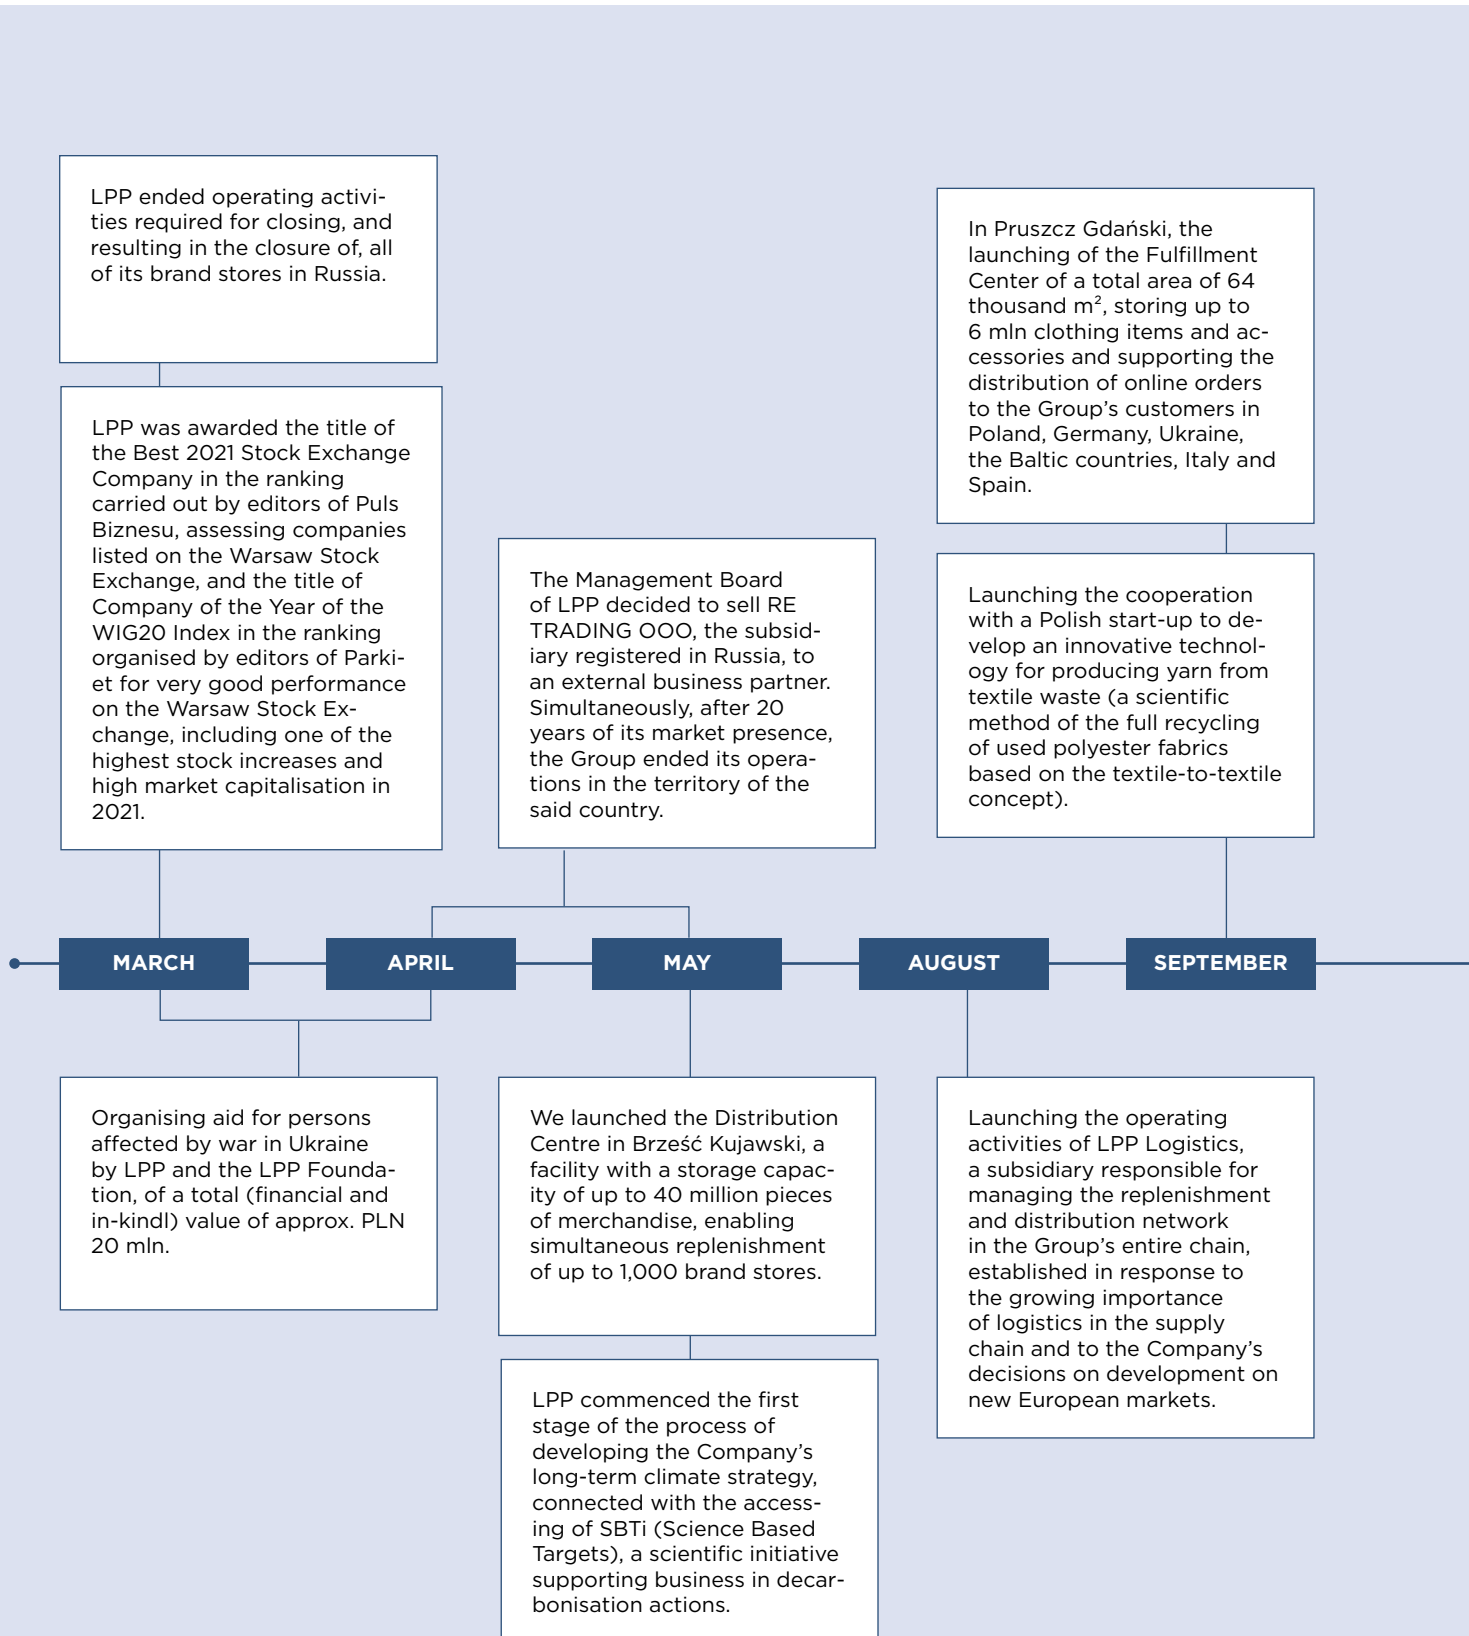 LPP ended operating activi-
ties required for closing, and
resulting in the closure of, all
of its brand stores in Russia.
LPP was awarded the title of
the Best 2021 Stock Exchange
Company in the ranking
carried out by editors of Puls
Biznesu, assessing companies
listed on the Warsaw Stock
Exchange, and the title of
Company of the Year of the
WIG20 Index in the ranking
organised by editors of Parki-
et for very good performance
on the Warsaw Stock Ex-
change, including one of the
highest stock increases and
high market capitalisation in
2021.
The Management Board
of LPP decided to sell RE
TRADING OOO, the subsid-
iary registered in Russia, to
an external business partner.
Simultaneously, after 20
years of its market presence,
the Group ended its opera-
tions in the territory of the
said country.
In Pruszcz Gdański, the
launching of the Fulfillment
Center of a total area of 64
thousand m², storing up to
6 mln clothing items and ac-
cessories and supporting the
distribution of online orders
to the Group’s customers in
Poland, Germany, Ukraine,
the Baltic countries, Italy and
Spain.
Launching the cooperation
with a Polish start-up to de-
velop an innovative technol-
ogy for producing yarn from
textile waste (a scientific
method of the full recycling
of used polyester fabrics
based on the textile-to-textile
concept).
MARCH
APRIL
MAY
AUGUST
SEPTEMBER
Organising aid for persons
affected by war in Ukraine
by LPP and the LPP Founda-
tion, of a total (financial and
in-kindl) value of approx. PLN
20 mln.
We launched the Distribution
Centre in Brześć Kujawski, a
facility with a storage capac-
ity of up to 40 million pieces
of merchandise, enabling
simultaneous replenishment
of up to 1,000 brand stores.
LPP commenced the first
stage of the process of
developing the Company’s
long-term climate strategy,
connected with the access-
ing of SBTi (Science Based
Targets), a scientific initiative
supporting business in decar-
bonisation actions.
Launching the operating
activities of LPP Logistics,
a subsidiary responsible for
managing the replenishment
and distribution network
in the Group’s entire chain,
established in response to
the growing importance
of logistics in the supply
chain and to the Company’s
decisions on development on
new European markets.